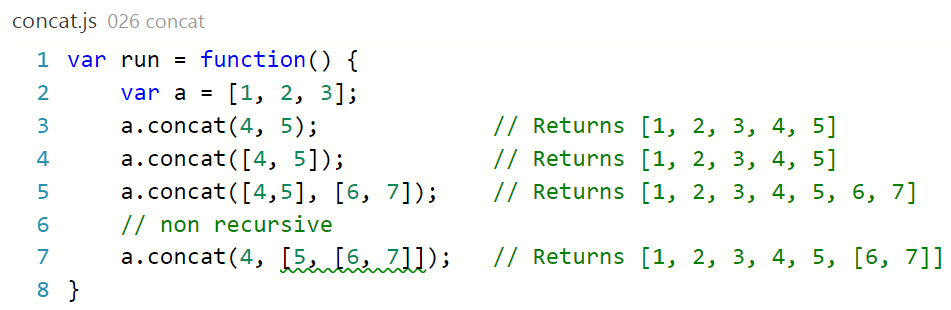 concat.js 026 concat
1 var run = function() {
2     var a = [1, 2, 3];
3     a.concat(4, 5);             // Returns [1, 2, 3, 4, 5]
4     a.concat([4, 5]);           // Returns [1, 2, 3, 4, 5]
5     a.concat([4,5], [6, 7]);    // Returns [1, 2, 3, 4, 5, 6, 7]
6     // non recursive
7     a.concat(4, [5, [6, 7]]);   // Returns [1, 2, 3, 4, 5, [6, 7]]
8 }